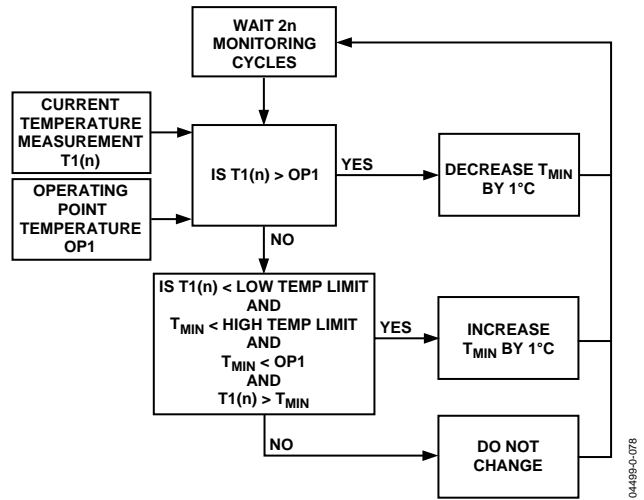 WAIT 2n
MONITORING
CYCLES
CURRENT
TEMPERATURE
MEASUREMENT
T1(n)
OPERATING
POINT
TEMPERATURE
OP1
IS T1(n) > OP1
YES
DECREASE TMIN
BY 1°C
NO
IS T1(n) < LOW TEMP LIMIT
AND
TMIN < HIGH TEMP LIMIT
AND
TMIN < OP1
AND
T1(n) > TMIN
YES
INCREASE
TMIN BY 1°C
NO
DO NOT
CHANGE
04499-0-078